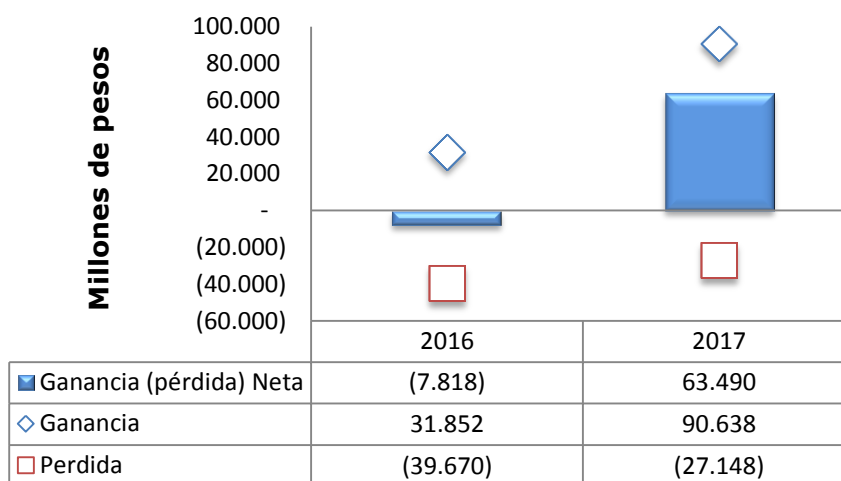 Millones de pesos
100.000
80.000
60.000
40.000
20.000
-
(20.000)
(40.000)
(60.000)
2016 2017
Ganancia (pérdida) Neta (7.818) 63.490
Ganancia 31.852 90.638
Perdida (39.670) (27.148)